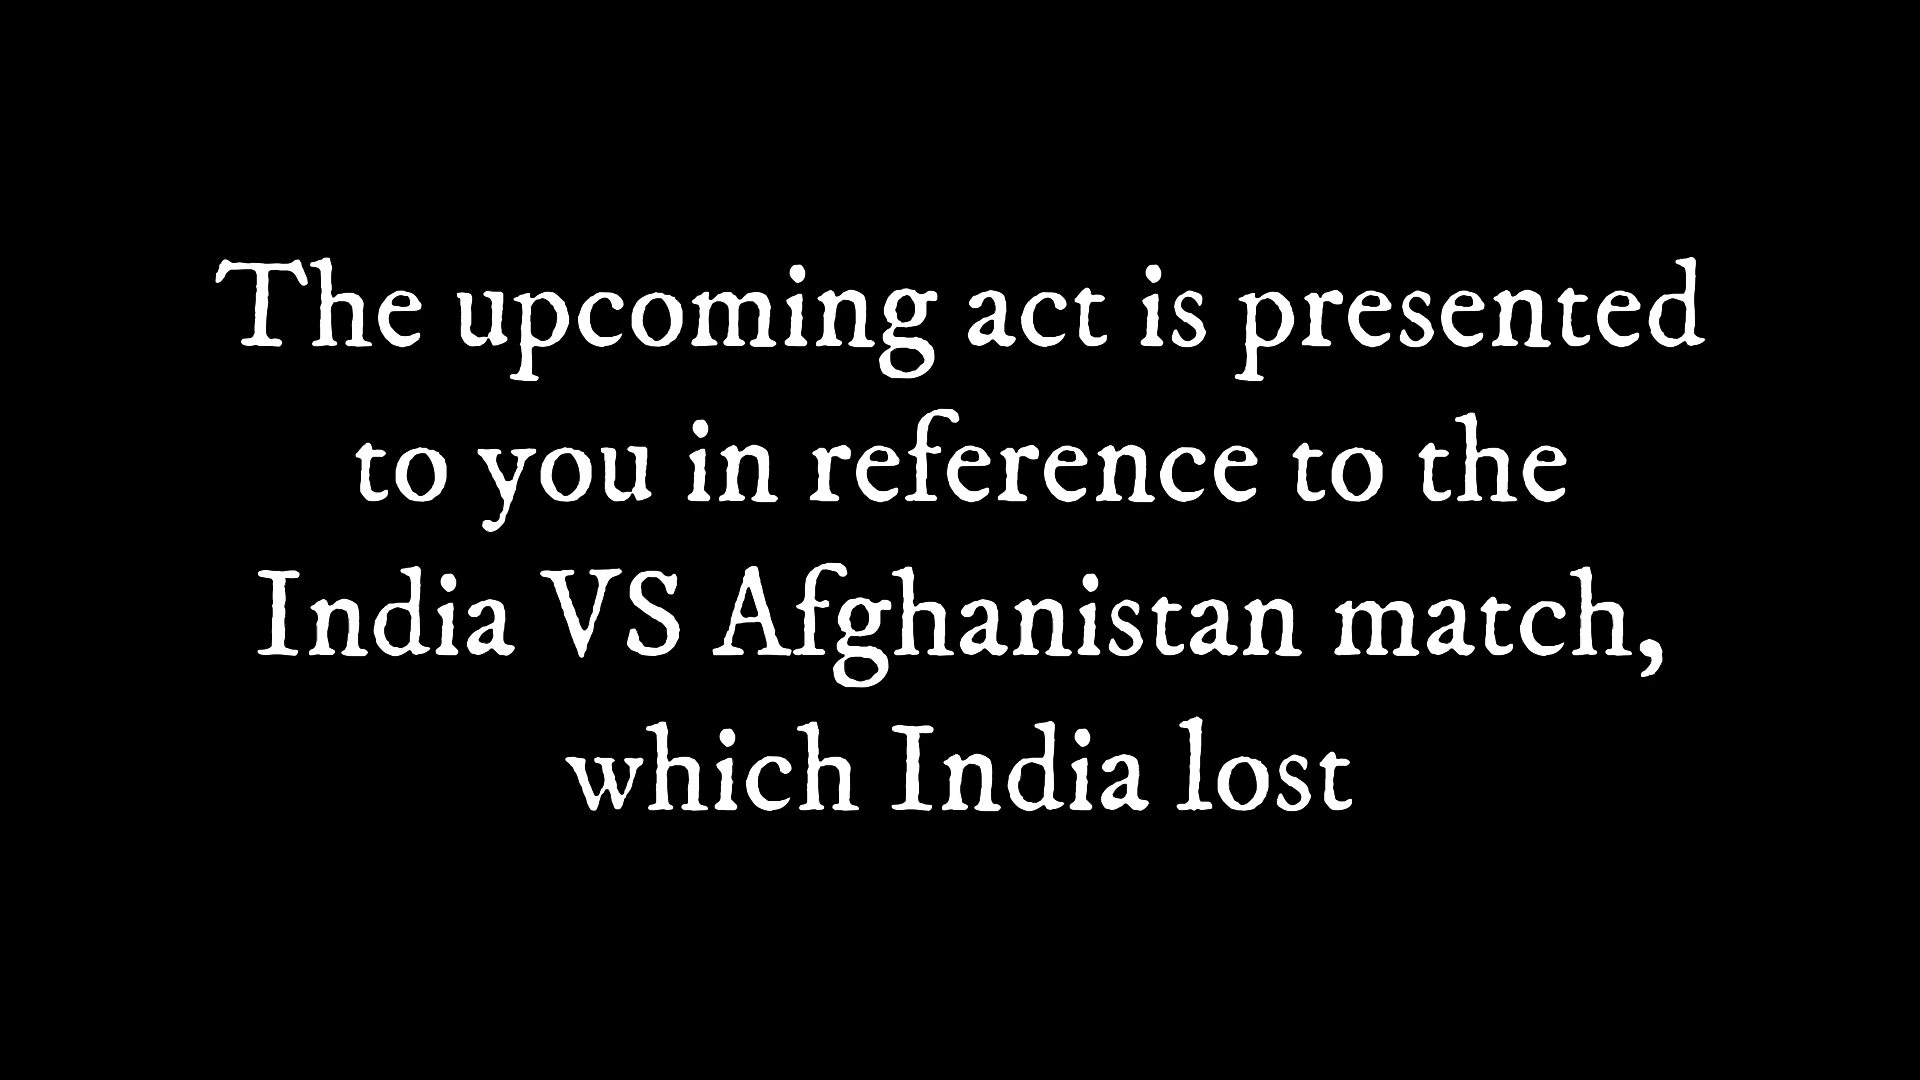 The upcoming act is presented
to you in reference to the
India VS Afghanistan match,
which India lost